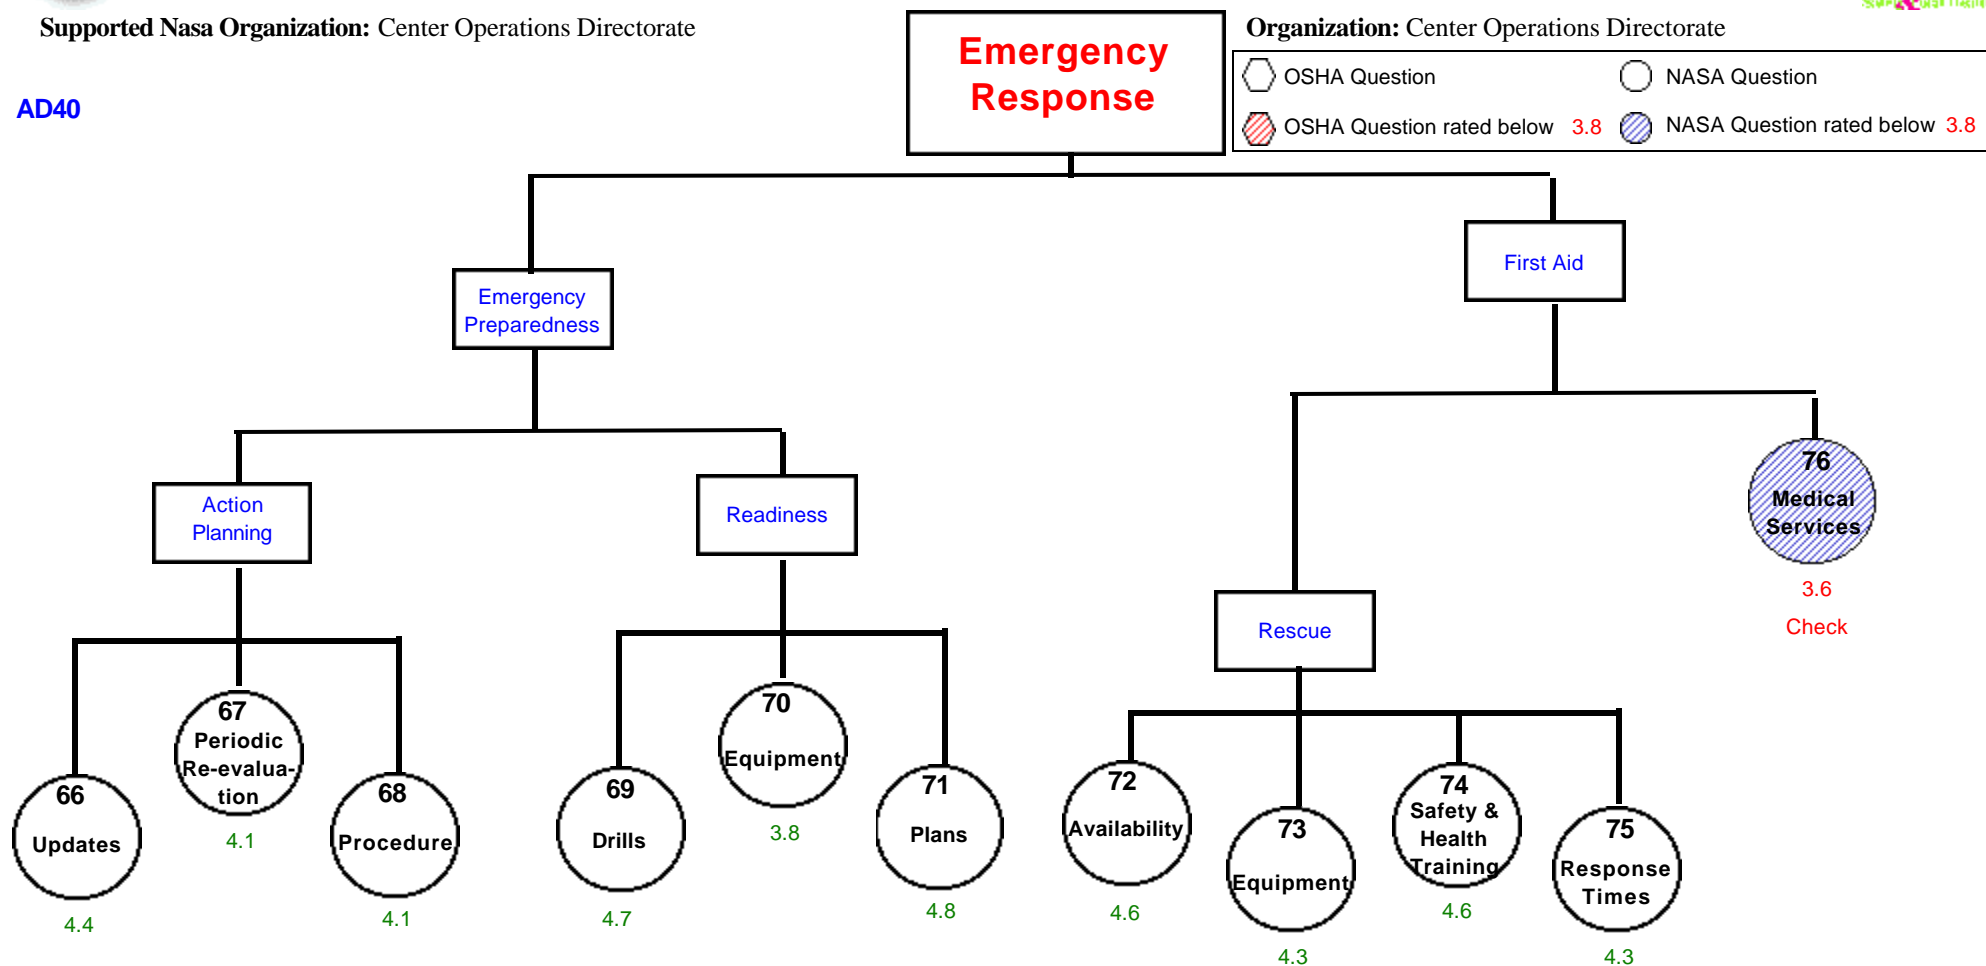 Supported Nasa Organization: Center Operations Directorate
Organization: Center Operations Directorate
Emergency
Response
OSHA Question
NASA Question
OSHA Question rated below 3.8
NASA Question rated below 3.8
AD40
Emergency
Preparedness
First Aid
Action
Planning
Readiness
Rescue
76
Medical
Services
3.6
Check
66
Updates
4.4
67
Periodic
Re-evalua-
tion
4.1
68
Procedure
4.1
69
Drills
4.7
70
Equipment
3.8
71
Plans
4.8
72
Availability
4.6
73
Equipment
4.3
74
Safety &
Health
Training
4.6
75
Response
Times
4.3